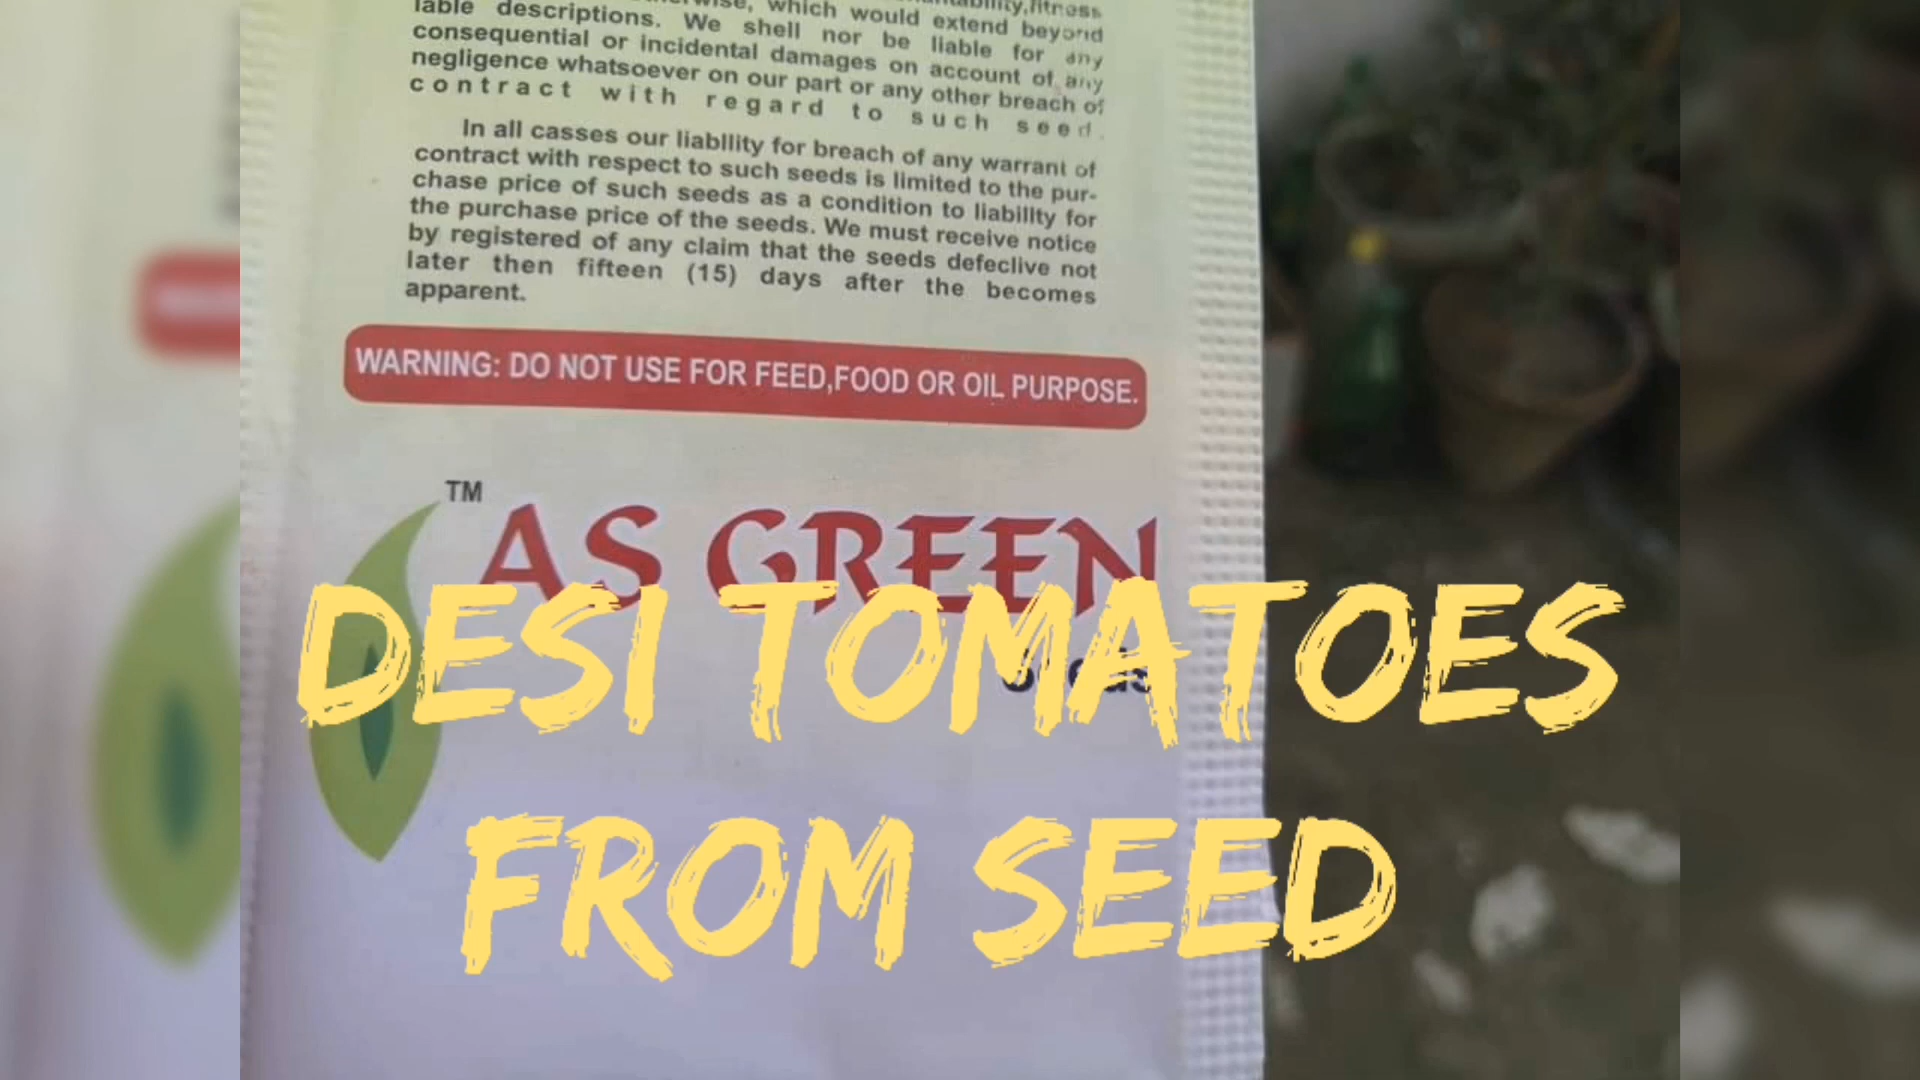 which would extend beyond
lable descriptions. We shell nor be liable for any
consequential or incidental damages on account of any
negligence whatsoever on our part or any other breach of
contract with regard to such seed.
In all casses our liabllity for breach of any warrant of
contract with respect to such seeds is limited to the pur-
chase price of such seeds as a condition to liability for
the purchase price of the seeds. We must receive notice
by registered of any claim that the seeds defeclive not
later then fifteen (15) days after the becomes
apparent.
WARNING: DO NOT USE FOR FEED,FOOD OR OIL PURPOSE.
TM
AS GREEN
DESI TOMATOES
FROM SEED